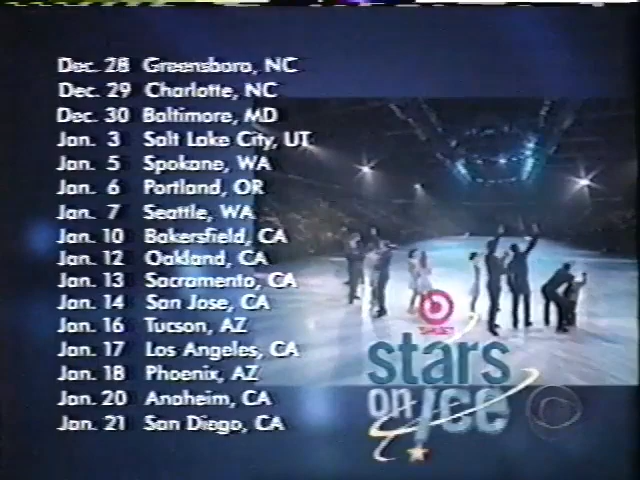 Dec. 28 Greensboro, NC
Dec. 29 Charlotte, NC
Dec. 30 Baltimore, MD
Jan. 3 Salt Lake City, UT
Jan. 5 Spokane, WA
Jan. 6 Portland, OR
Jan. 7 Seattle, WA
Jan. 10 Bakersfield, CA
Jan. 12 Oakland, CA
Jan. 13 Sacramento, CA
Jan. 14 San Jose, CA
Jan. 16 Tucson, AZ
Jan. 17 Los Angeles, CA
Jan. 18 Phoenix, AZ
Jan. 20 Anaheim, CA
Jan. 21 San Diego, CA
TARGET
stars
on ice